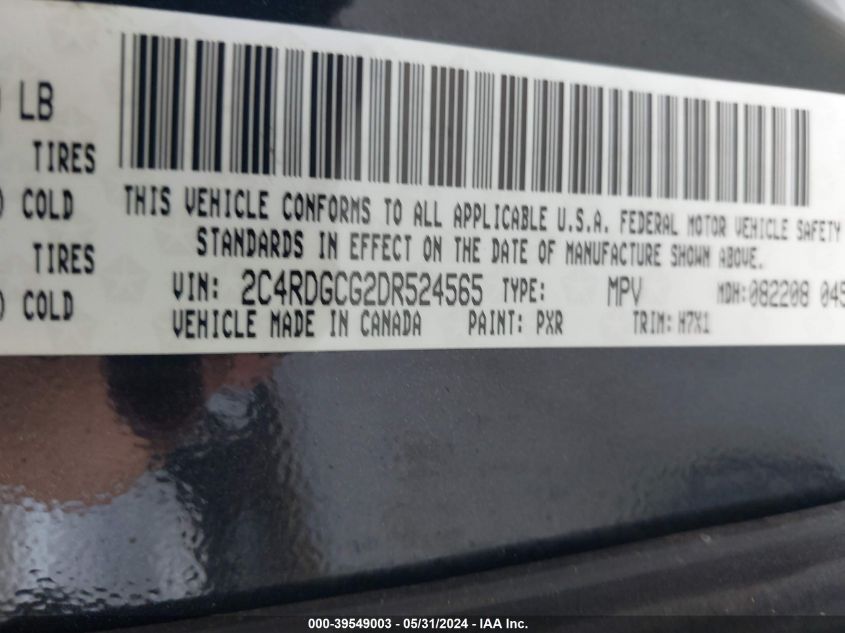 LB
TIRES
COLD
TIRES
COLD
THIS VEHICLE CONFORMS TO ALL APPLICABLE U.S.A. FEDERAL MOTOR VEHICLE SAFETY
STANDARDS IN EFFECT ON THE DATE OF MANUFACTURE SHOWN ABOVE.
VIN: 2C4RDGCG2DR524565 TYPE: MPV MDH:082208 045
VEHICLE MADE IN CANADA PAINT: PXR TRIM: H7X1
000-39549003 - 05/31/2024 - IAA Inc.